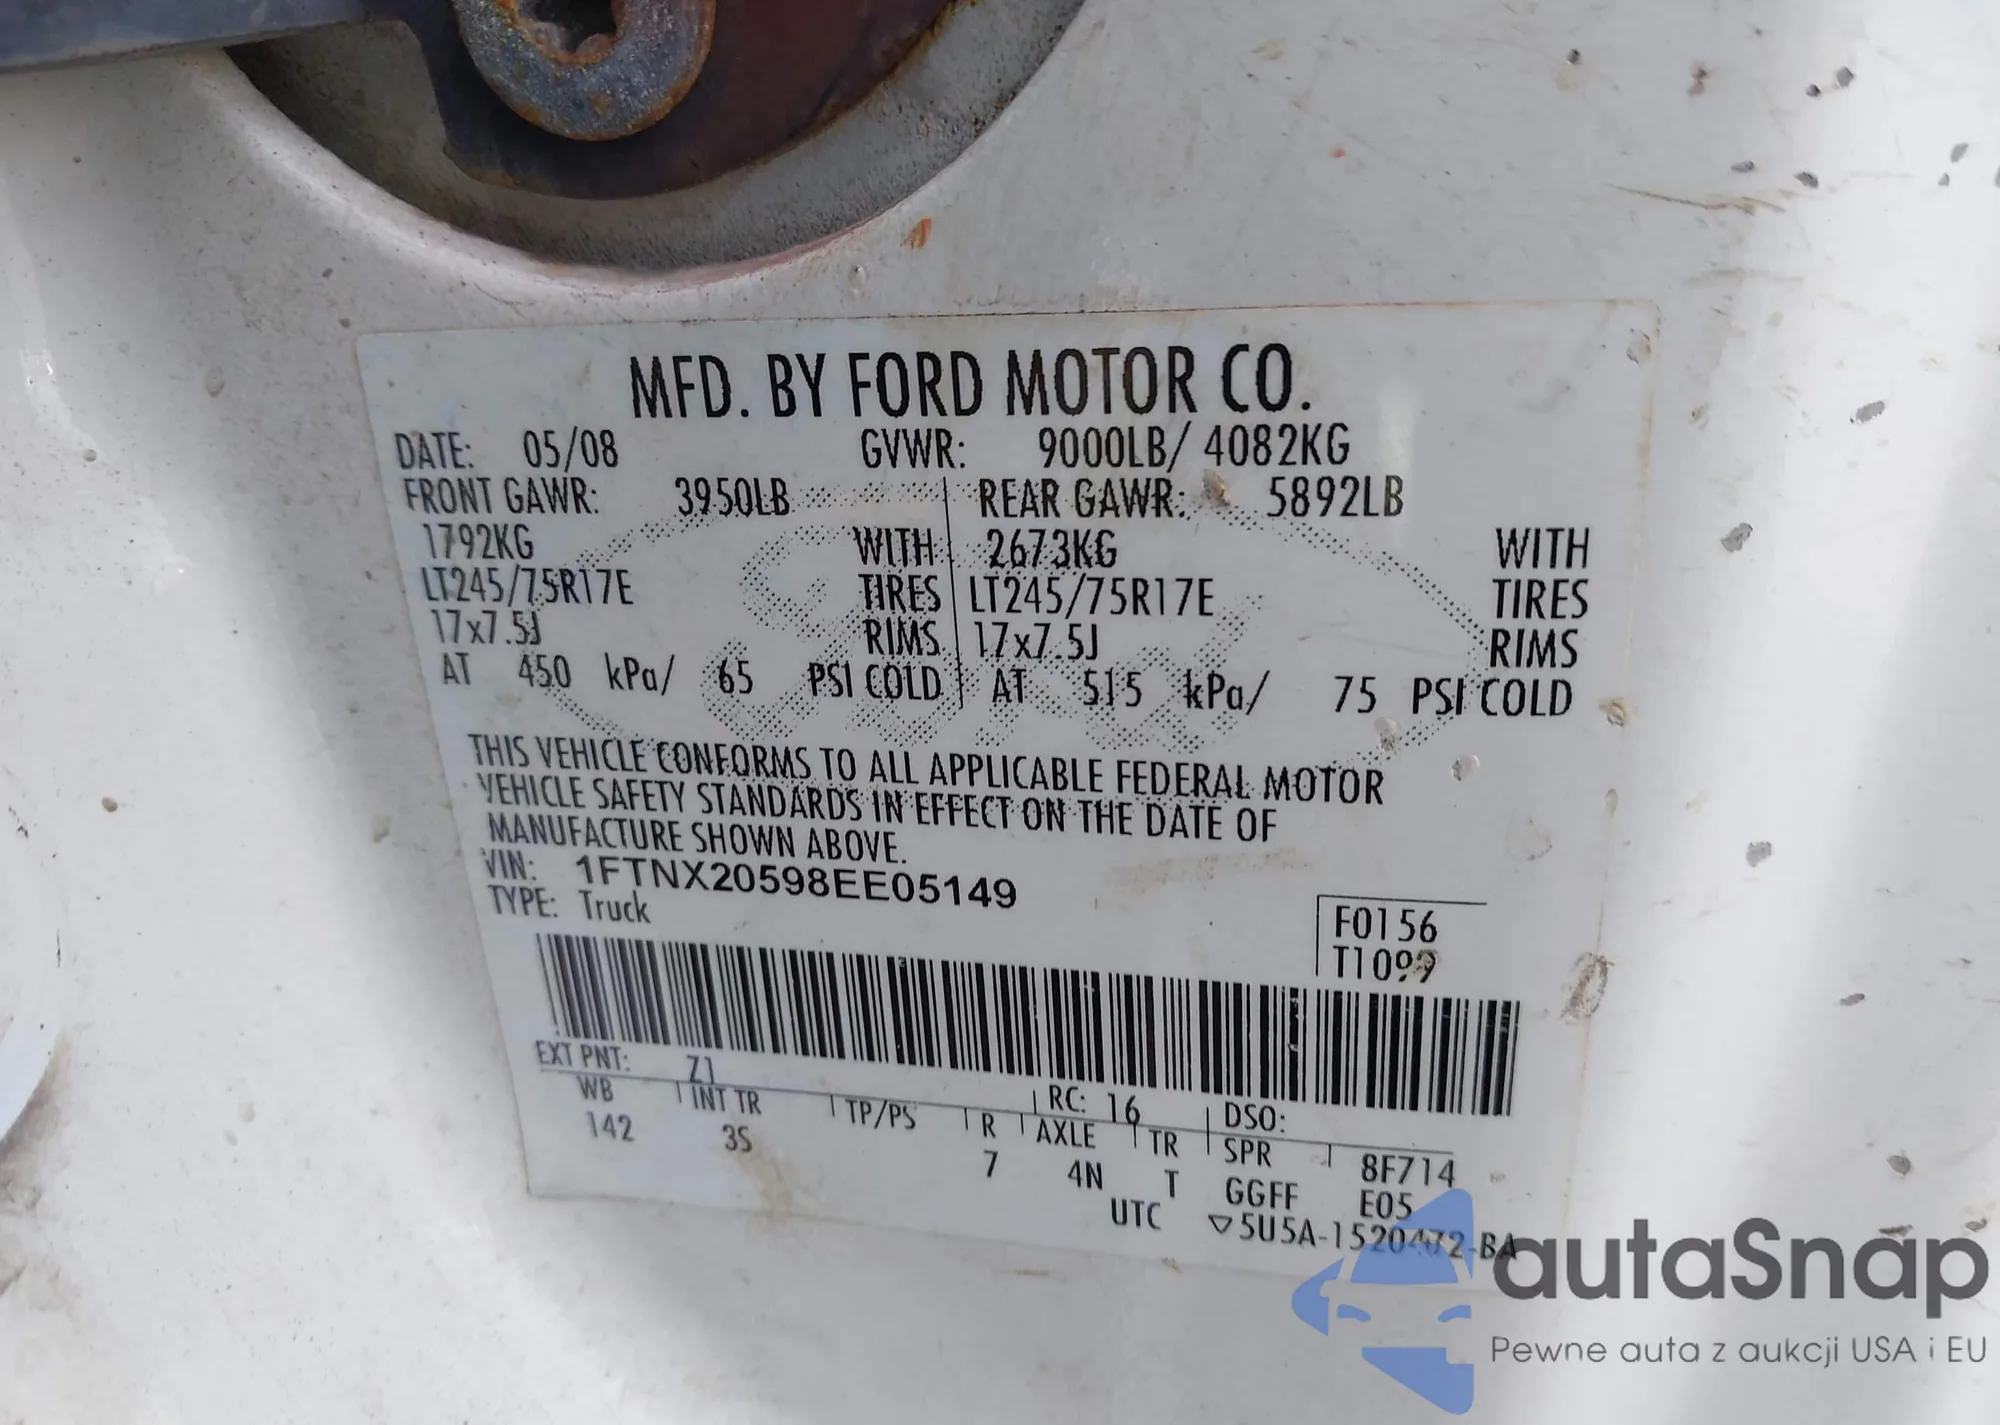 MFD. BY FORD MOTOR CO.
DATE: 05/08 GVWR: 9000LB/ 4082KG
FRONT GAWR: 3950LB REAR GAWR: 5892LB
1792KG WITH 2673KG WITH
LT245/75R17E TIRES LT245/75R17E TIRES
17x7.5J RIMS 17x7.5J RIMS
AT 450 kPa/ 65 PSI COLD AT 515 kPa/ 75 PSI COLD
THIS VEHICLE CONFORMS TO ALL APPLICABLE FEDERAL MOTOR
VEHICLE SAFETY STANDARDS IN EFFECT ON THE DATE OF
MANUFACTURE SHOWN ABOVE.
VIN: 1FTNX20598EE05149
TYPE: Truck
F0156
T1099
EXT PNT: Z1 RC: 16 DSO:
WB INT TR TP/PS R AXLE TR SPR 8F714
142 3S 7 4N T GGFF E05
UTC ▽5U5A-1520472-BA
autaSnap
Pewne auta z aukcji USA i EU